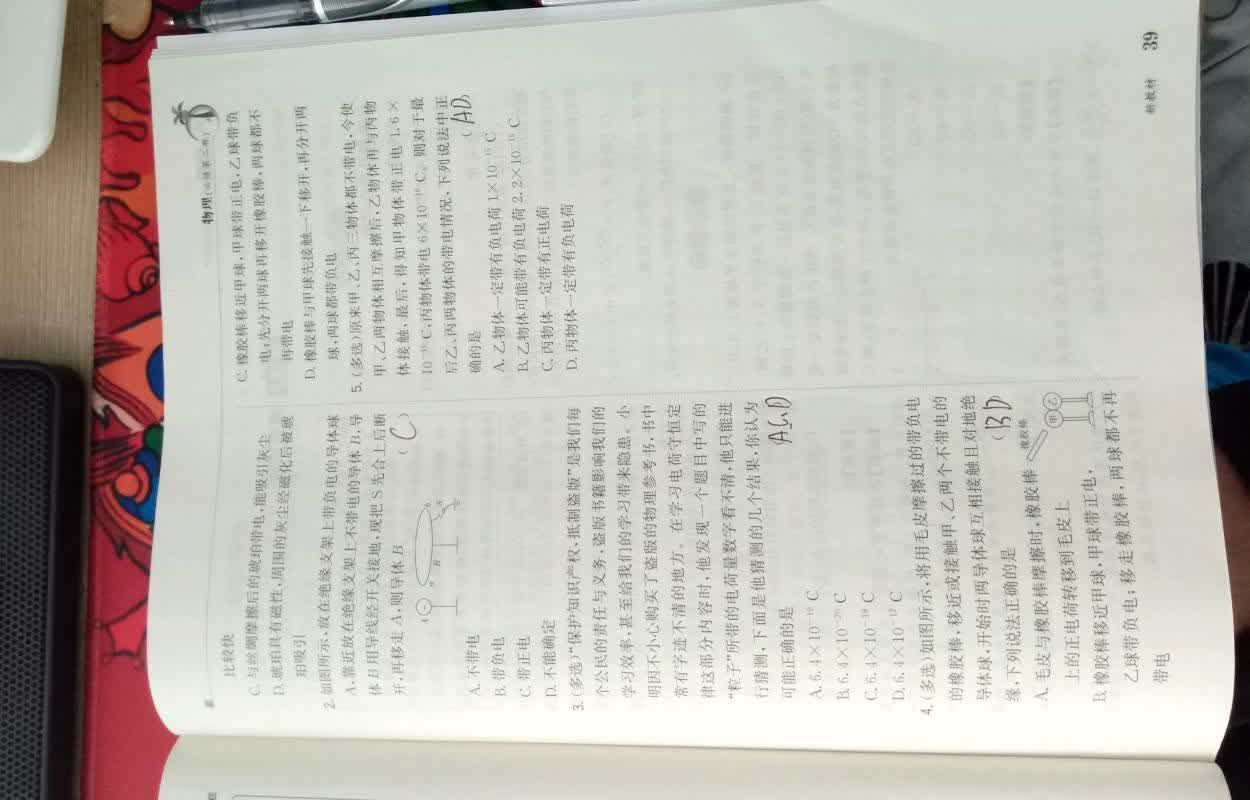 物理(必修第三册)
比较快
C. 与丝绸摩擦后的琥珀带电,能吸引灰尘
D. 琥珀具有磁性,周围的灰尘经磁化后被琥
珀吸引
2. 如图所示,放在绝缘支架上带负电的导体球
A,靠近放在绝缘支架上不带电的导体 B,导
体 B 用导线经开关接地,现把 S 先合上后断
开,再移走 A,则导体 B ( C )
A
B
A. 不带电
B. 带负电
C. 带正电
D. 不能确定
3. (多选)“保护知识产权,抵制盗版”是我们每
个公民的责任与义务,盗版书籍影响我们的
学习效率,甚至给我们的学习带来隐患。小
明因不小心购买了盗版的物理参考书,书中
常有字迹不清的地方。在学习电荷守恒定
律这部分内容时,他发现一个题目中写的
“粒子”所带的电荷量数字看不清,他只能进
行猜测,下面是他猜测的几个结果,你认为
可能正确的是 ACD
A. 6.4×10⁻¹⁹ C
B. 6.4×10⁻²⁰ C
C. 6.4×10⁻¹⁸ C
D. 6.4×10⁻¹⁷ C
4. (多选)如图所示,将用毛皮摩擦过的带负电
的橡胶棒,移近或接触甲、乙两个不带电的
导体球,开始时两导体球互相接触且对地绝
缘,下列说法正确的是 ( BD
橡胶棒
甲 乙
A. 毛皮与橡胶棒摩擦时,橡胶棒
上的正电荷转移到毛皮上
B. 橡胶棒移近甲球,甲球带正电,
乙球带负电;移走橡胶棒,两球都不再
带电
C. 橡胶棒移近甲球,甲球带正电,乙球带负
电;先分开两球再移开橡胶棒,两球都不
再带电
D. 橡胶棒与甲球先接触一下移开,再分开两
球,两球都带负电
5. (多选)原来甲、乙、丙三物体都不带电,今使
甲、乙两物体相互摩擦后,乙物体再与丙物
体接触,最后,得知甲物体带正电 1.6×
10⁻¹⁵ C,丙物体带电 6×10⁻¹⁶ C。则对于最
后乙、丙两物体的带电情况,下列说法中正
确的是 ( AD )
A. 乙物体一定带有负电荷 1×10⁻¹⁵ C
B. 乙物体可能带有负电荷 2.2×10⁻¹⁵ C
C. 丙物体一定带有正电荷
D. 丙物体一定带有负电荷
新教材 39